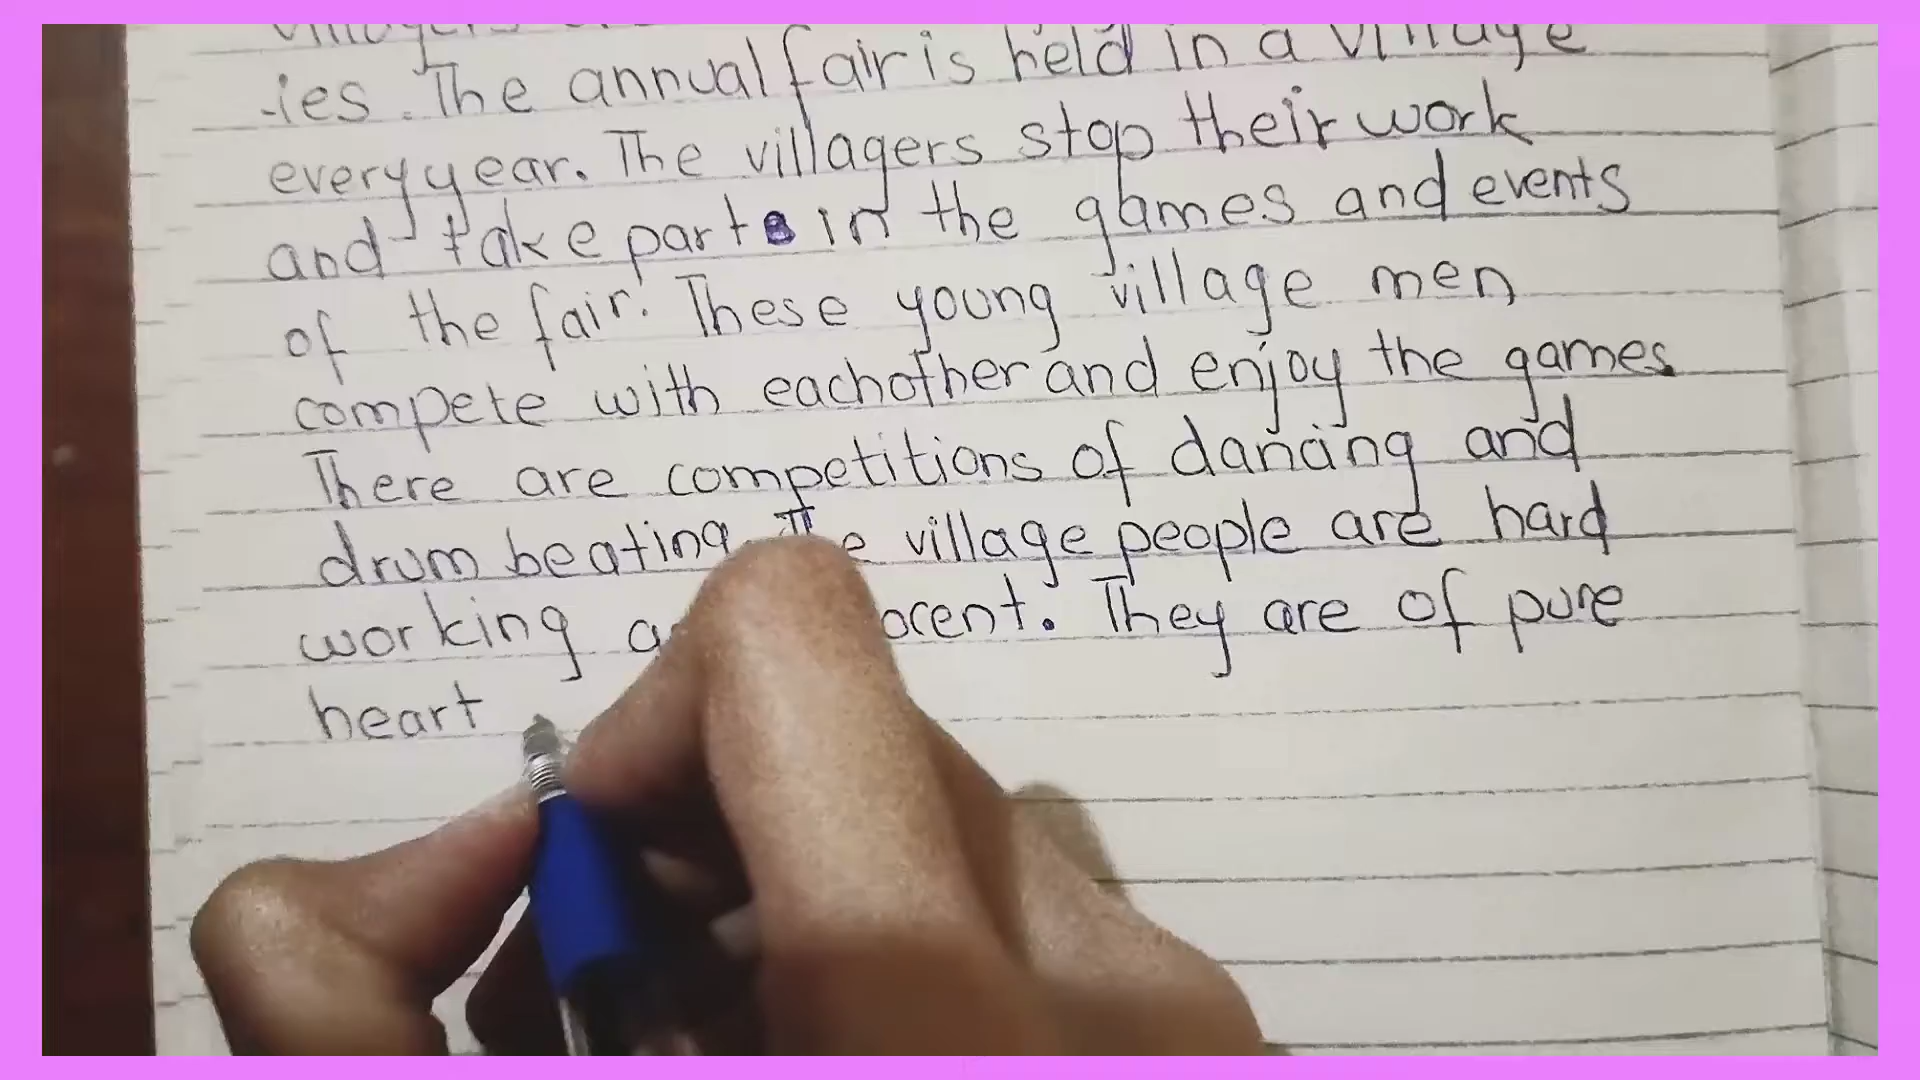 -ies. The annual fair is held in a village
every year. The villagers stop their work
and take part in the games and events
of the fair. These young village men
compete with eachother and enjoy the games.
There are competitions of dancing and
drum beating. village people are hard
working. They are of pure
heart